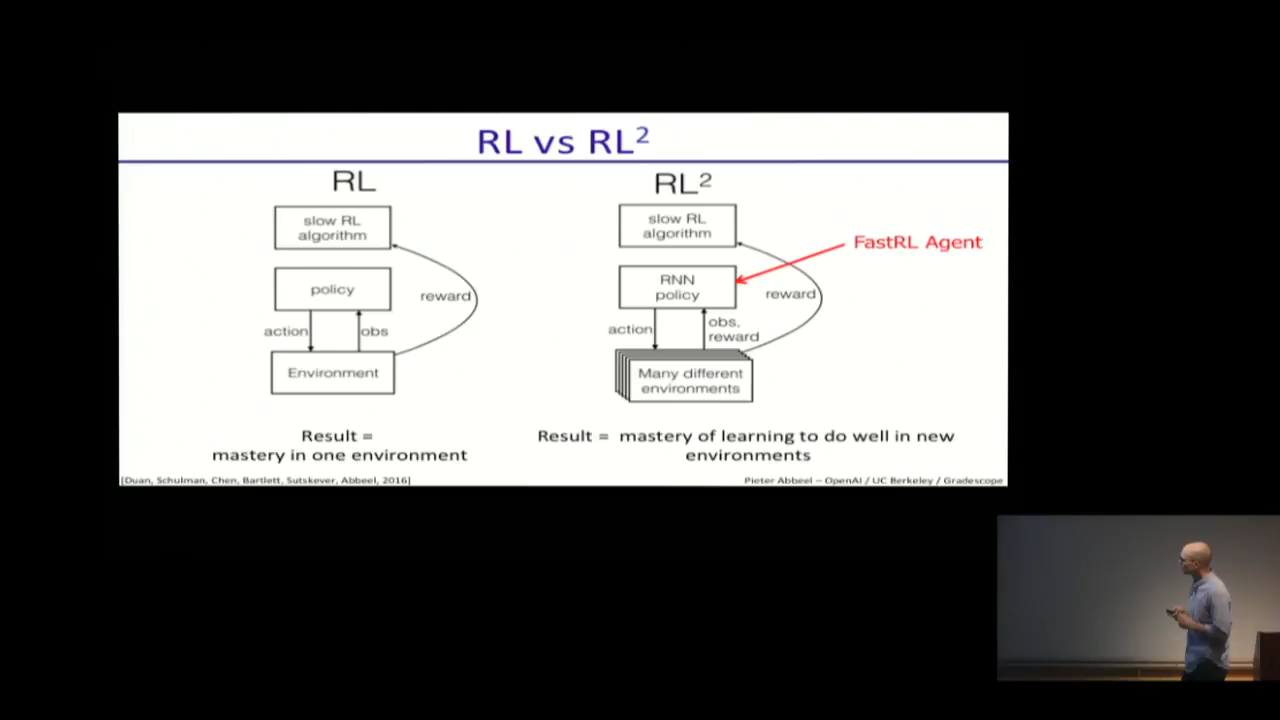 RL vs RL²
RL
slow RL
algorithm
policy
reward
action
obs
Environment
Result =
mastery in one environment
RL²
slow RL
algorithm
FastRL Agent
RNN
policy
reward
action
obs,
reward
Many different
environments
Result = mastery of learning to do well in new
environments
[Duan, Schulman, Chen, Bartlett, Sutskever, Abbeel, 2016]
Pieter Abbeel – OpenAI / UC Berkeley / Gradescope